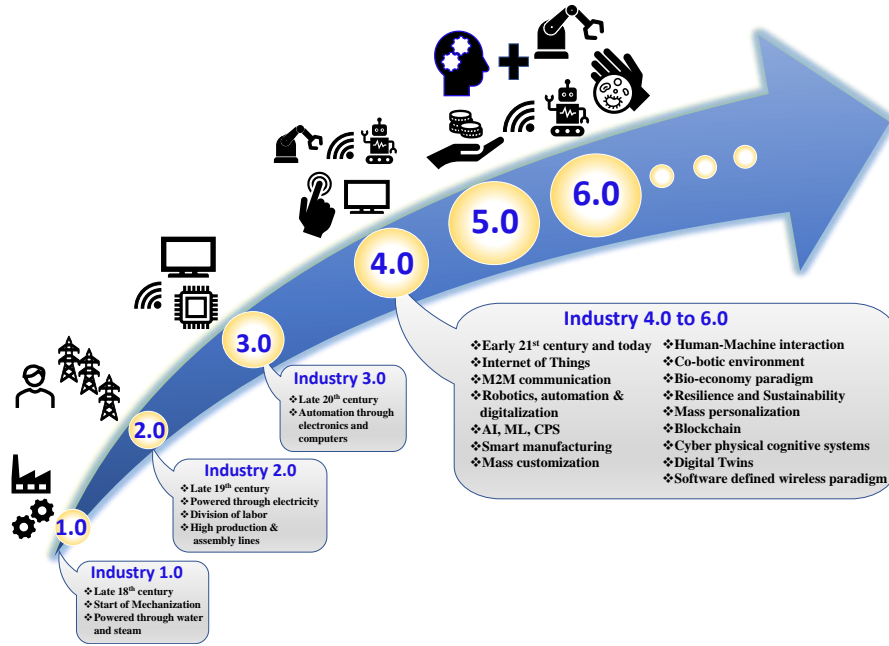 6.0
5.0
4.0
3.0
2.0
1.0
Industry 4.0 to 6.0
❖Early 21st century and today
❖Internet of Things
❖M2M communication
❖Robotics, automation &
digitalization
❖AI, ML, CPS
❖Smart manufacturing
❖Mass customization
❖Human-Machine interaction
❖Co-botic environment
❖Bio-economy paradigm
❖Resilience and Sustainability
❖Mass personalization
❖Blockchain
❖Cyber physical cognitive systems
❖Digital Twins
❖Software defined wireless paradigm
Industry 3.0
❖Late 20th century
❖Automation through
electronics and
computers
Industry 2.0
❖Late 19th century
❖Powered through electricity
❖Division of labor
❖High production &
assembly lines
Industry 1.0
❖Late 18th century
❖Start of Mechanization
❖Powered through water
and steam